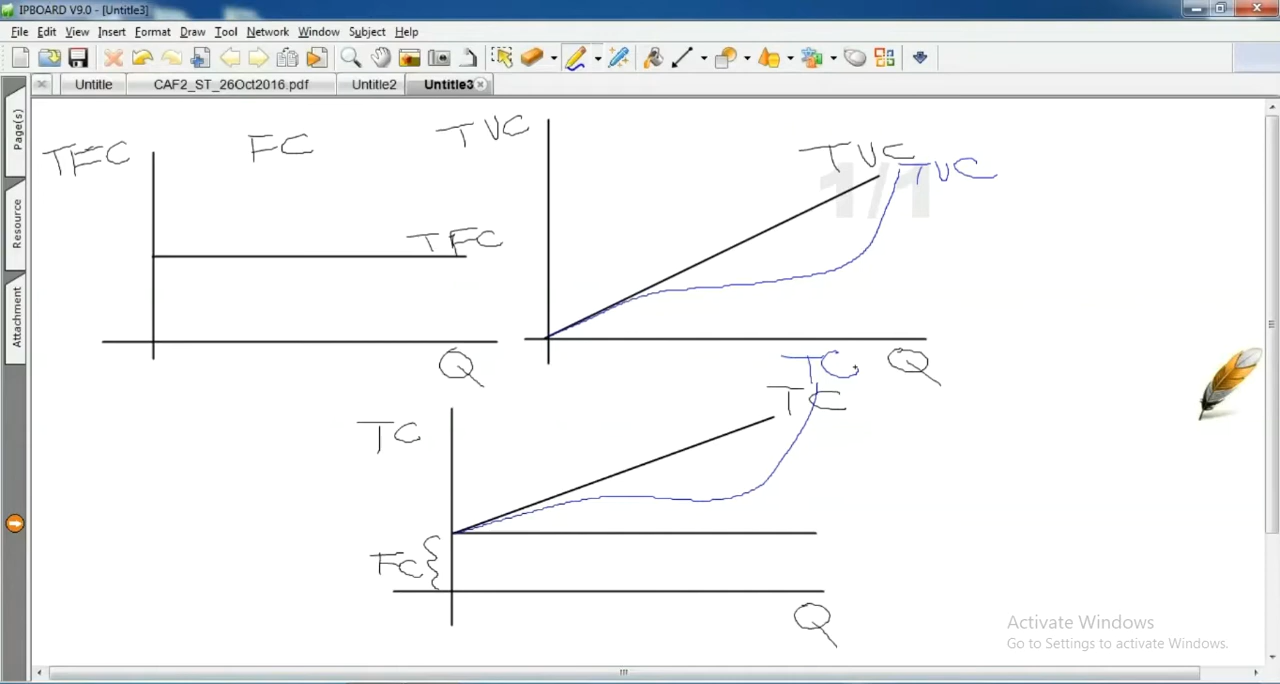 IPBOARD V9.0 - [Untitle3]
File Edit View Insert Format Draw Tool Network Window Subject Help
Untitle CAF2_ST_26Oct2016.pdf Untitle2 Untitle3
Page(s)
Resource
Attachment
TFC
FC
TFC
Q
TVC
TVC
TVC
1/1
Q
TC
TC
TC
FC
Q
Activate Windows
Go to Settings to activate Windows.